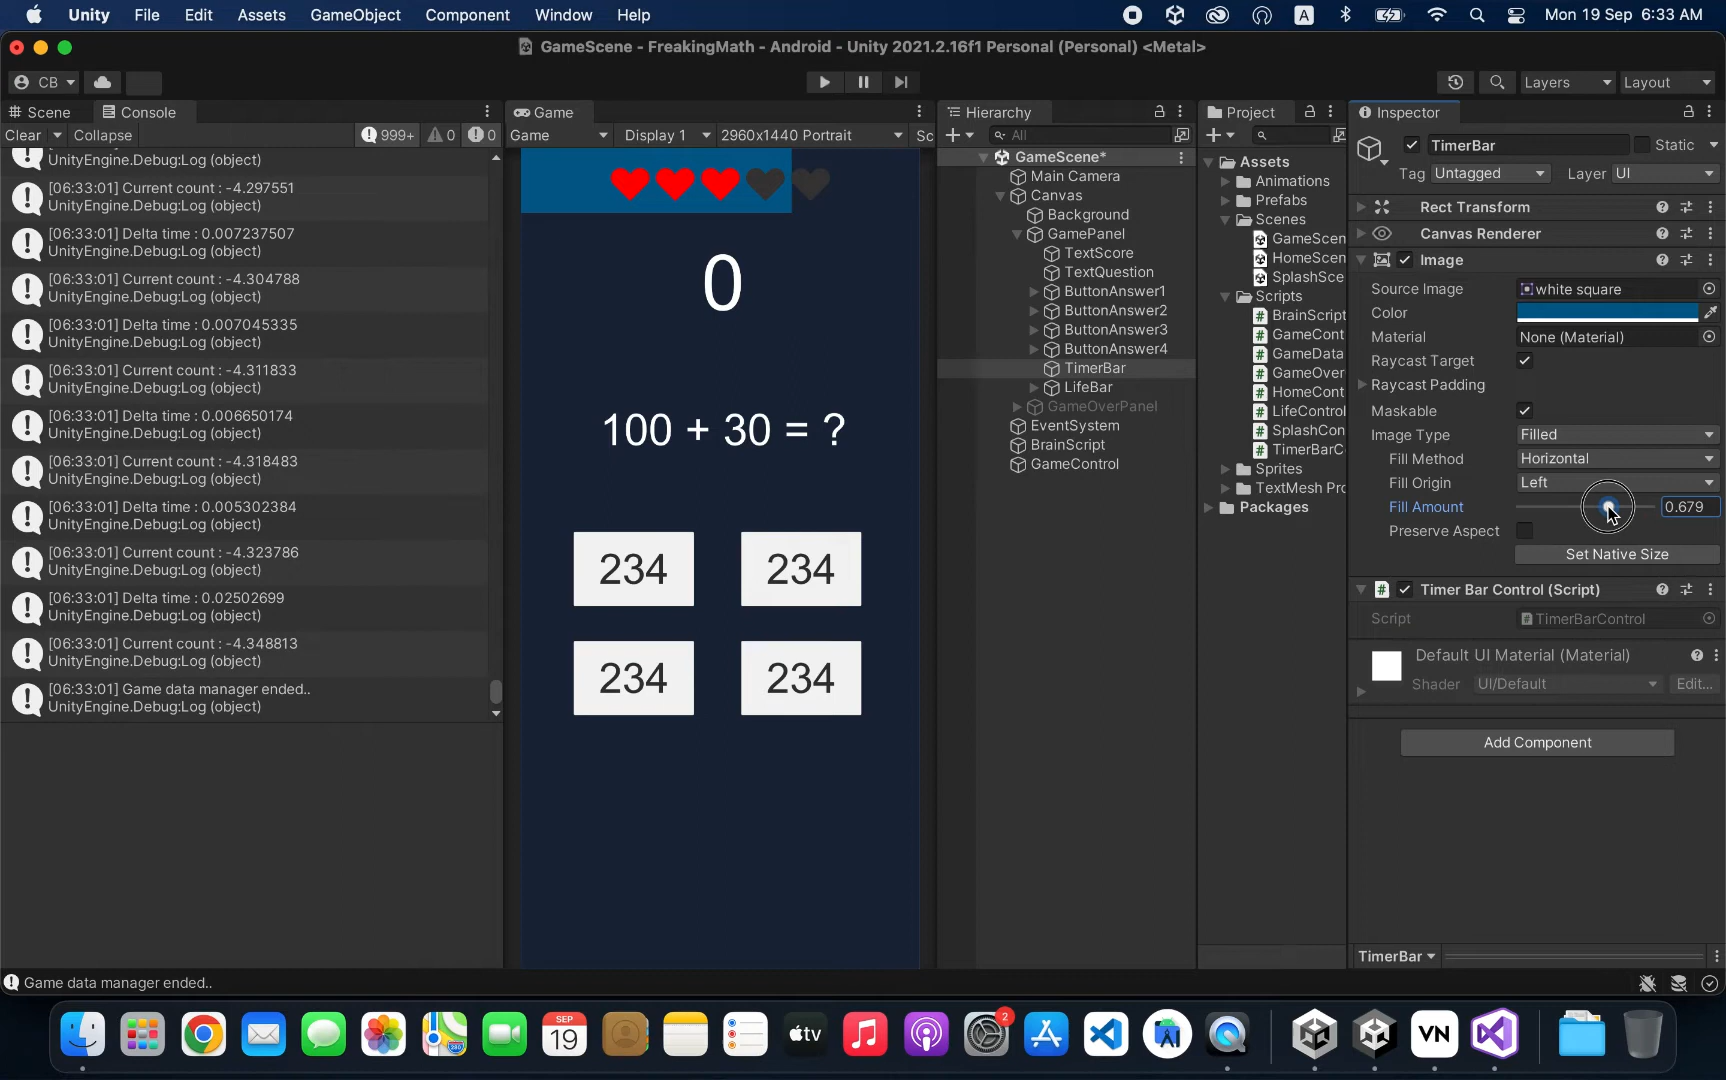 Unity File Edit Assets GameObject Component Window Help A Mon 19 Sep 6:33 AM
GameScene - FreakingMath - Android - Unity 2021.2.16f1 Personal (Personal) <Metal>
CB Layers Layout
Scene Console Game Hierarchy Project Inspector
Clear Collapse 999+ 0 0 Game Display 1 2960x1440 Portrait Sc All
UnityEngine.Debug:Log (object)
[06:33:01] Current count : -4.297551
UnityEngine.Debug:Log (object)
[06:33:01] Delta time : 0.007237507
UnityEngine.Debug:Log (object)
[06:33:01] Current count : -4.304788
UnityEngine.Debug:Log (object)
[06:33:01] Delta time : 0.007045335
UnityEngine.Debug:Log (object)
[06:33:01] Current count : -4.311833
UnityEngine.Debug:Log (object)
[06:33:01] Delta time : 0.006650174
UnityEngine.Debug:Log (object)
[06:33:01] Current count : -4.318483
UnityEngine.Debug:Log (object)
[06:33:01] Delta time : 0.005302384
UnityEngine.Debug:Log (object)
[06:33:01] Current count : -4.323786
UnityEngine.Debug:Log (object)
[06:33:01] Delta time : 0.02502699
UnityEngine.Debug:Log (object)
[06:33:01] Current count : -4.348813
UnityEngine.Debug:Log (object)
[06:33:01] Game data manager ended..
UnityEngine.Debug:Log (object)
0
100 + 30 = ?
234 234
234 234
GameScene*
Main Camera
Canvas
Background
GamePanel
TextScore
TextQuestion
ButtonAnswer1
ButtonAnswer2
ButtonAnswer3
ButtonAnswer4
TimerBar
LifeBar
GameOverPanel
EventSystem
BrainScript
GameControl
Assets
Animations
Prefabs
Scenes
GameScen
HomeScen
SplashSce
Scripts
BrainScript
GameCont
GameData
GameOver
HomeCont
LifeControl
SplashCon
TimerBarC
Sprites
TextMesh Pro
Packages
TimerBar Static
Tag Untagged Layer UI
Rect Transform
Canvas Renderer
Image
Source Image white square
Color
Material None (Material)
Raycast Target
Raycast Padding
Maskable
Image Type Filled
Fill Method Horizontal
Fill Origin Left
Fill Amount 0.679
Preserve Aspect
Set Native Size
Timer Bar Control (Script)
Script TimerBarControl
Default UI Material (Material)
Shader UI/Default Edit...
Add Component
TimerBar
Game data manager ended..
SEP
19
280
tv
2
VN